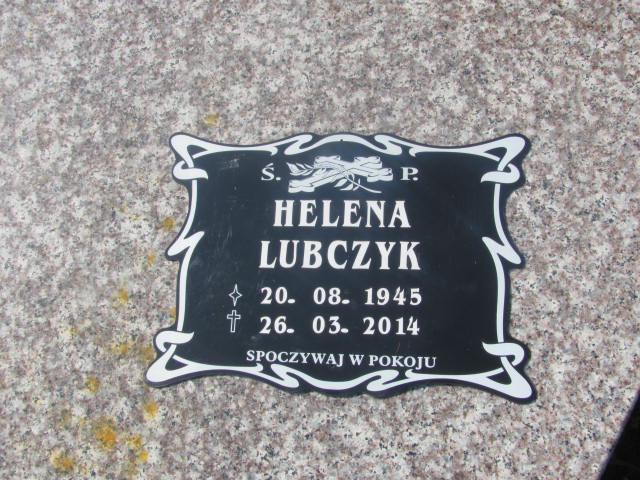 Ś. P.
HELENA
LUBCZYK
20. 08. 1945
26. 03. 2014
SPOCZYWAJ W POKOJU